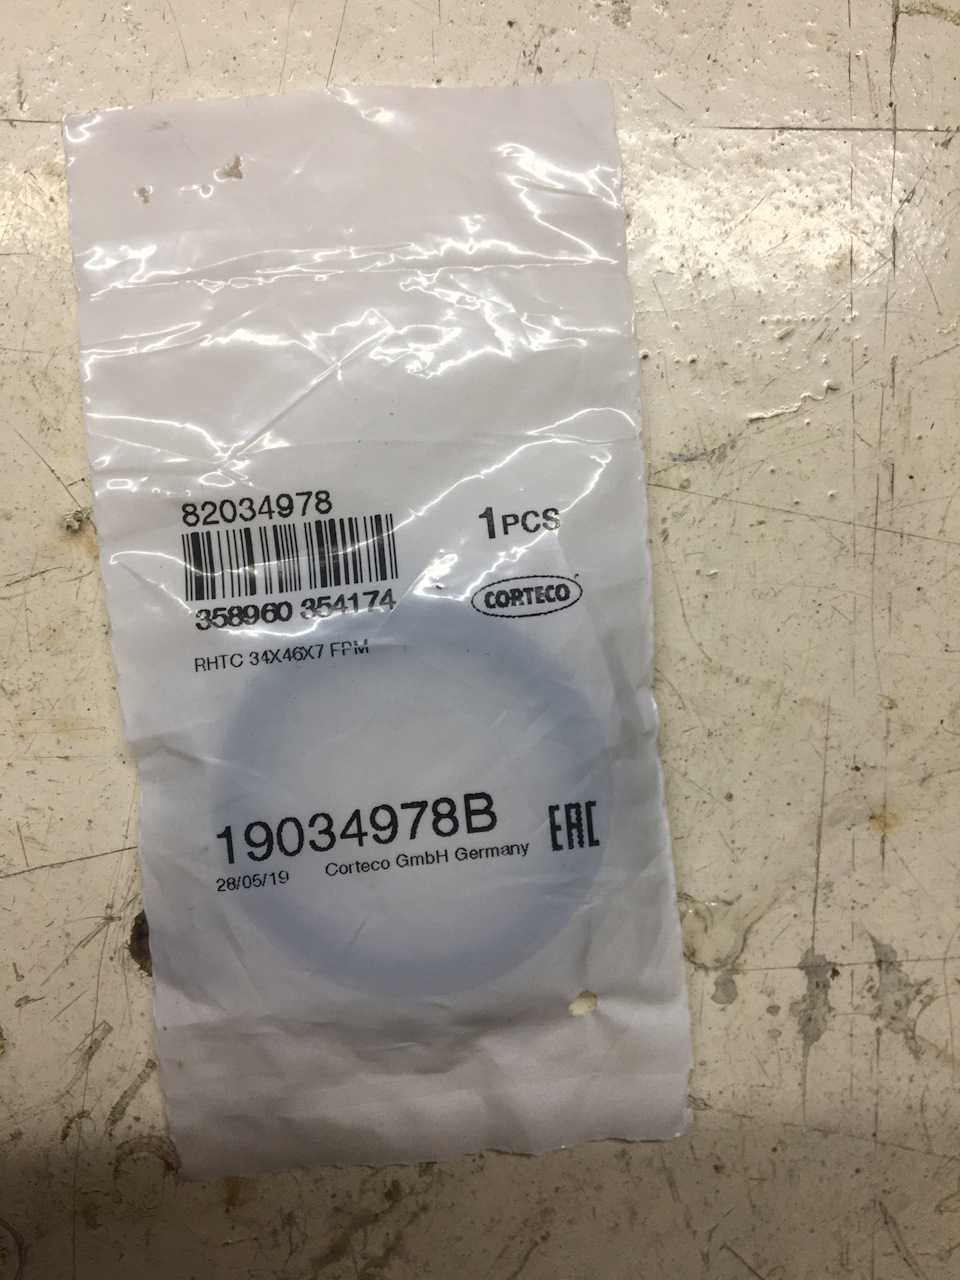 82034978
1PCS
358960 354174
CORTECO
RHTC 34X46X7 FPM
19034978B
EAC
28/05/19 Corteco GmbH Germany